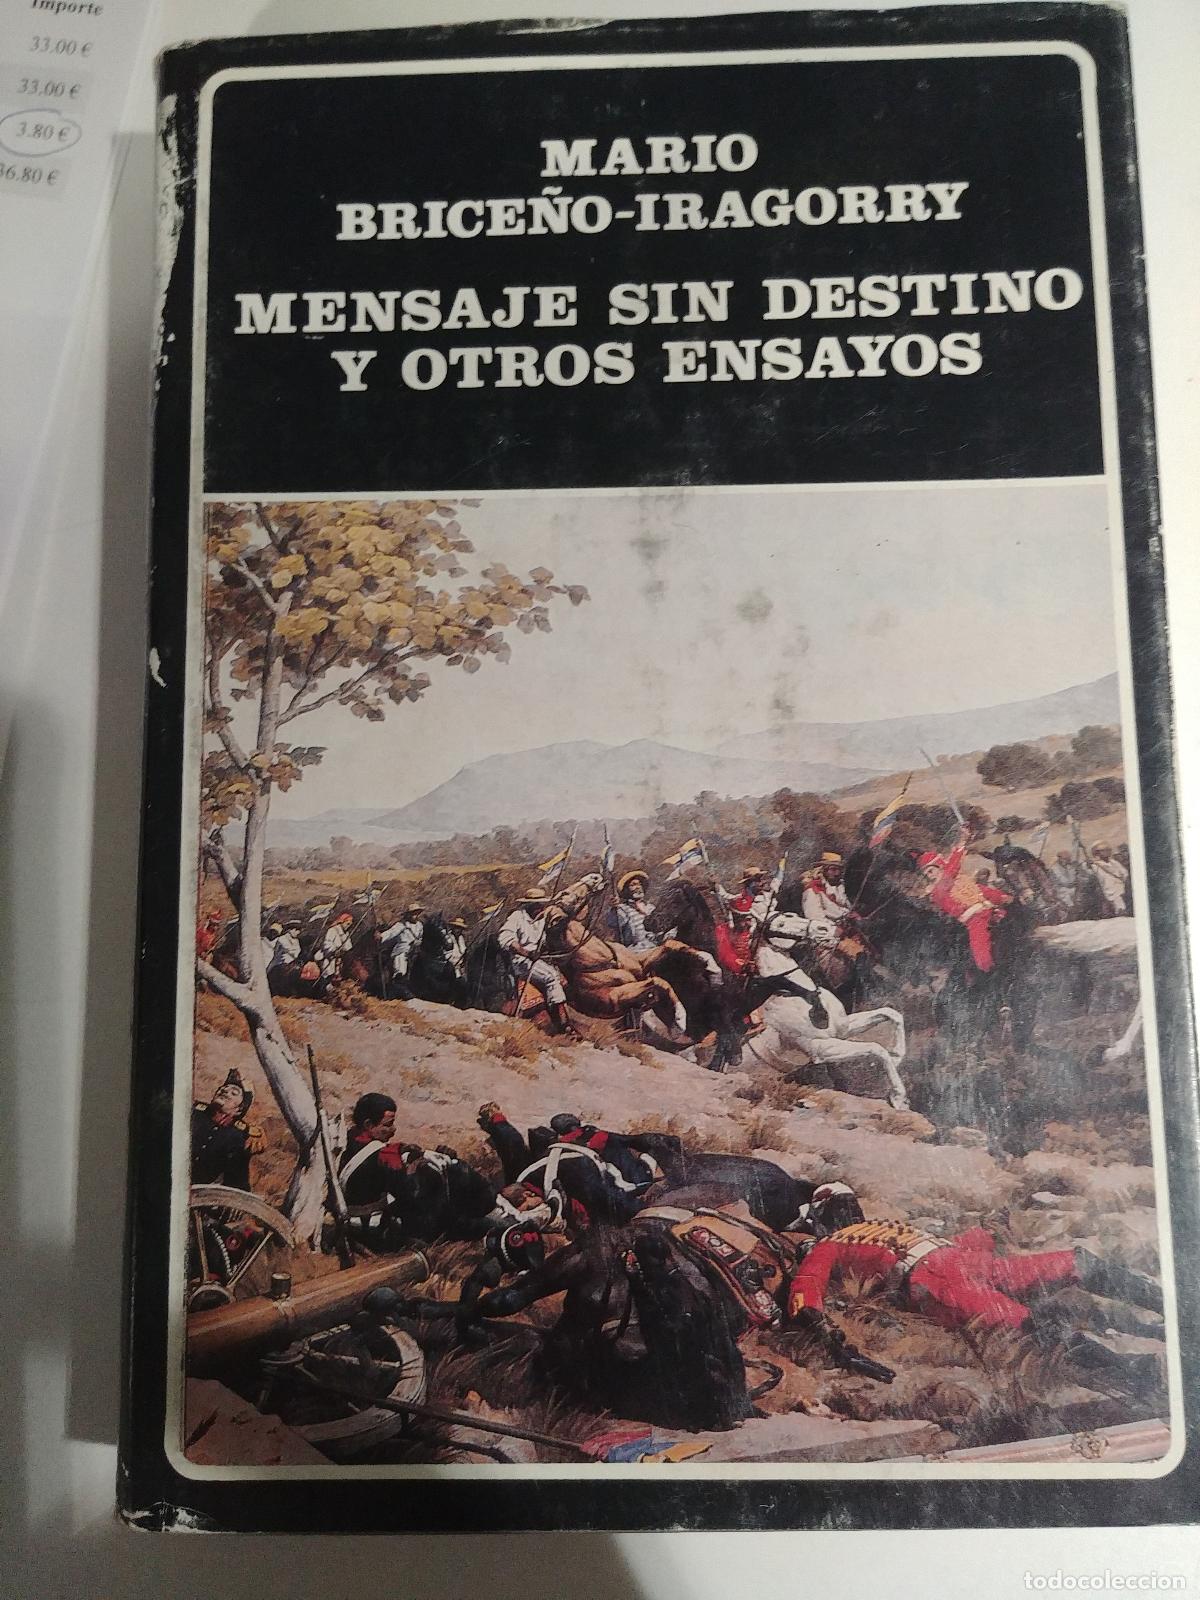 Importe
33.00 €
33.00 €
3.80 €
36.80 €
MARIO
BRICEÑO-IRAGORRY
MENSAJE SIN DESTINO
Y OTROS ENSAYOS
todocoleccion